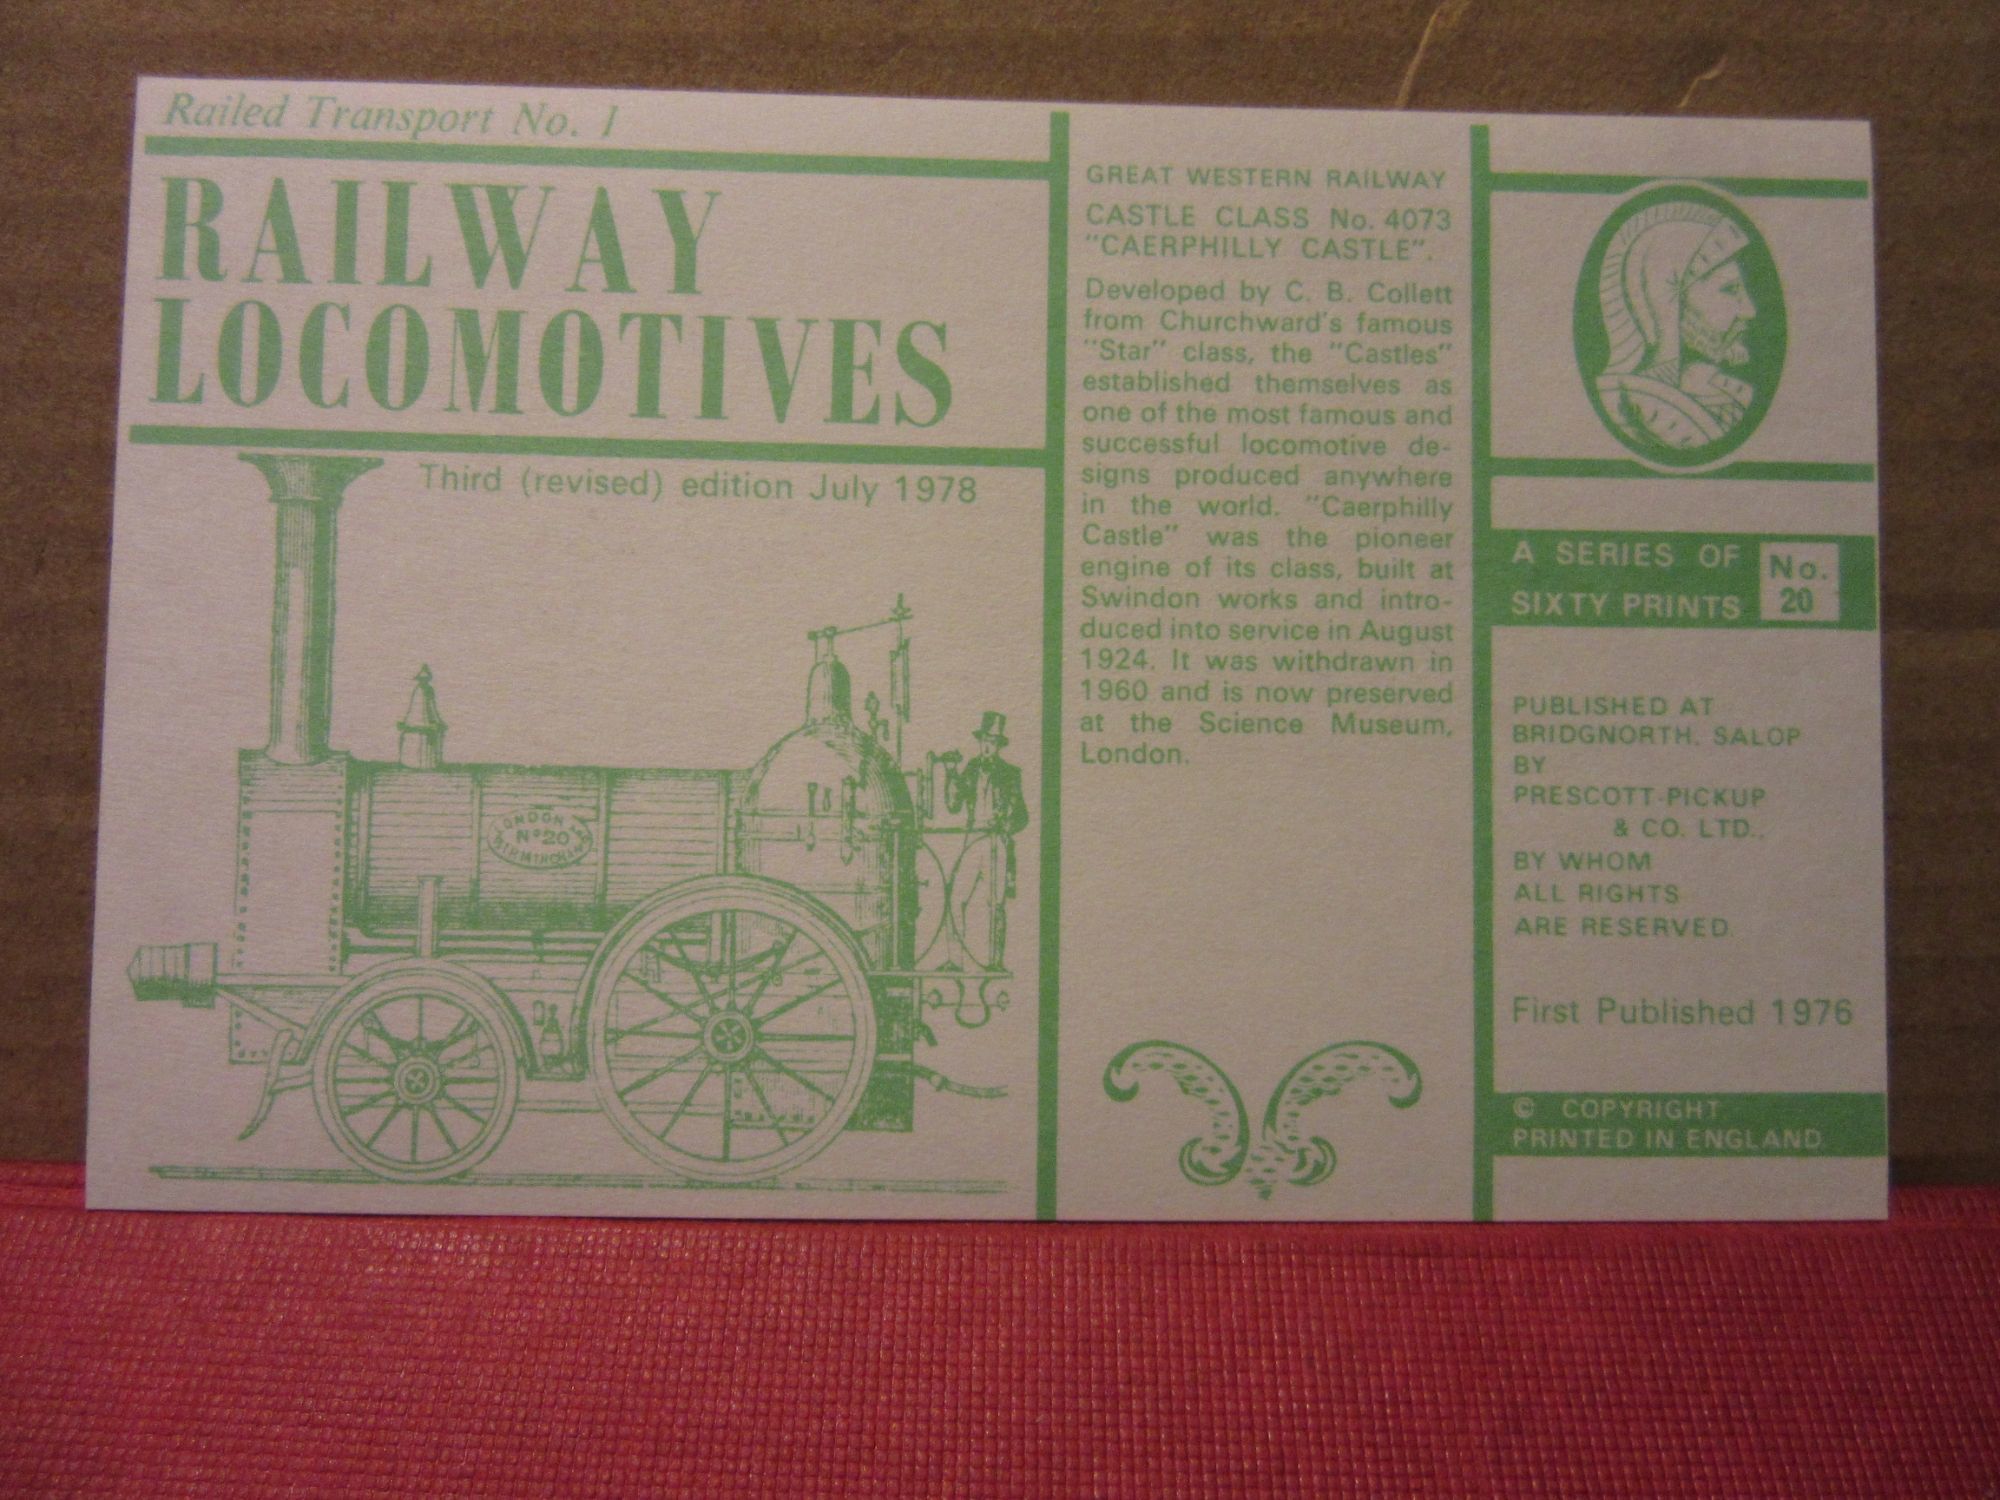 Railed Transport No. 1
RAILWAY
LOCOMOTIVES
Third (revised) edition July 1978
LONDON &
No 20
BIRMINGHAM
GREAT WESTERN RAILWAY
CASTLE CLASS No. 4073
"CAERPHILLY CASTLE".
Developed by C. B. Collett
from Churchward's famous
"Star" class, the "Castles"
established themselves as
one of the most famous and
successful locomotive de-
signs produced anywhere
in the world. "Caerphilly
Castle" was the pioneer
engine of its class, built at
Swindon works and intro-
duced into service in August
1924. It was withdrawn in
1960 and is now preserved
at the Science Museum,
London.
A SERIES OF
SIXTY PRINTS
No.
20
PUBLISHED AT
BRIDGNORTH, SALOP
BY
PRESCOTT-PICKUP
& CO. LTD.,
BY WHOM
ALL RIGHTS
ARE RESERVED.
First Published 1976
© COPYRIGHT.
PRINTED IN ENGLAND.